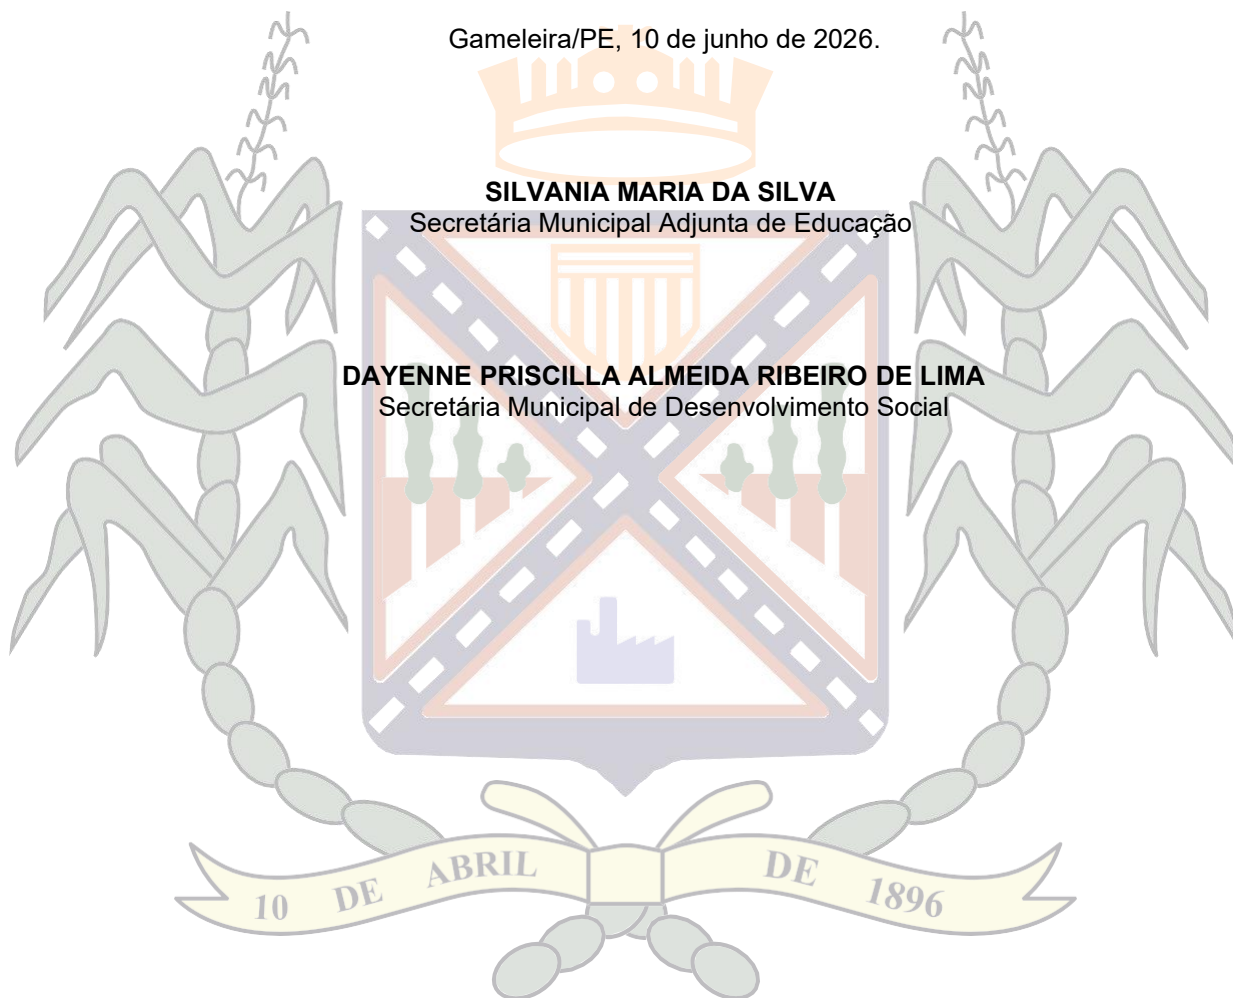 Gameleira/PE, 10 de junho de 2026.
SILVANIA MARIA DA SILVA
Secretária Municipal Adjunta de Educação
DAYENNE PRISCILLA ALMEIDA RIBEIRO DE LIMA
Secretária Municipal de Desenvolvimento Social
10 DE ABRIL DE 1896